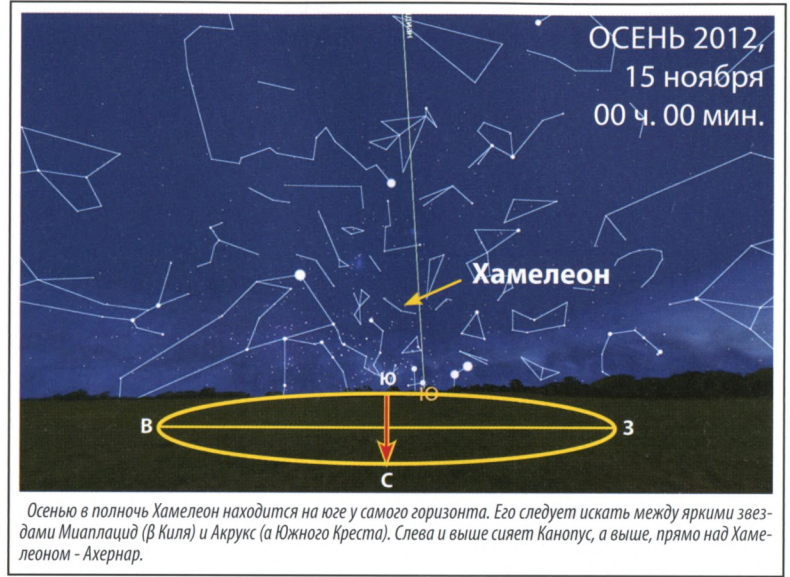 ОСЕНЬ 2012,
15 ноября
00 ч. 00 мин.
Хамелеон
Ю
Ю
В
З
С
Осенью в полночь Хамелеон находится на юге у самого горизонта. Его следует искать между яркими звез-
дами Миаплацид (β Киля) и Акрукс (α Южного Креста). Слева и выше сияет Канопус, а выше, прямо над Хаме-
леоном - Ахернар.